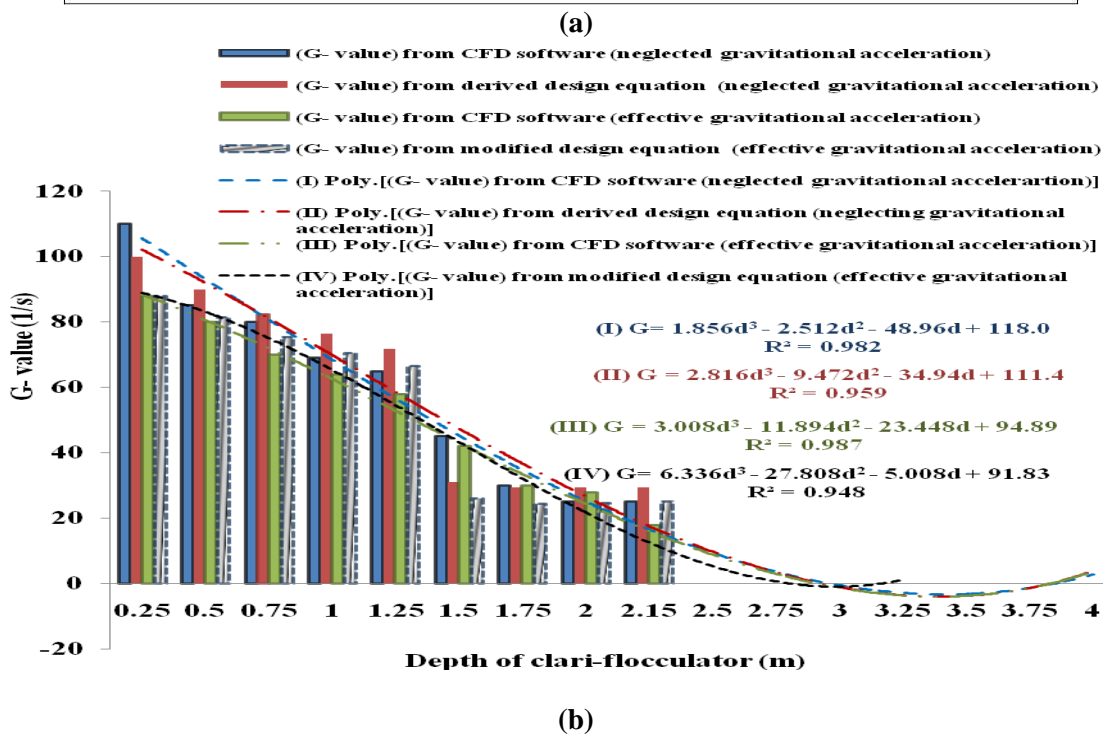 (a)
(G- value) from CFD software (neglected gravitational acceleration)
(G- value) from derived design equation (neglected gravitational acceleration)
(G- value) from CFD software (effective gravitational acceleration)
(G- value) from modified design equation (effective gravitational acceleration)
(I) Poly.[(G- value) from CFD software (neglected gravitational accelerartion)]
(II) Poly.[(G- value) from derived design equation (neglecting gravitational
acceleration)]
(III) Poly.[(G- value) from CFD software (effective gravitational acceleration)]
(IV) Poly.[(G- value) from modified design equation (effective gravitational
acceleration)]
G- value (1/s)
120
100
80
60
40
20
0
-20
(I) G= 1.856d³ - 2.512d² - 48.96d + 118.0
R² = 0.982
(II) G = 2.816d³ - 9.472d² - 34.94d + 111.4
R² = 0.959
(III) G = 3.008d³ - 11.894d² - 23.448d + 94.89
R² = 0.987
(IV) G= 6.336d³ - 27.808d² - 5.008d + 91.83
R² = 0.948
0.25 0.5 0.75 1 1.25 1.5 1.75 2 2.15 2.5 2.75 3 3.25 3.5 3.75 4
Depth of clari-flocculator (m)
(b)